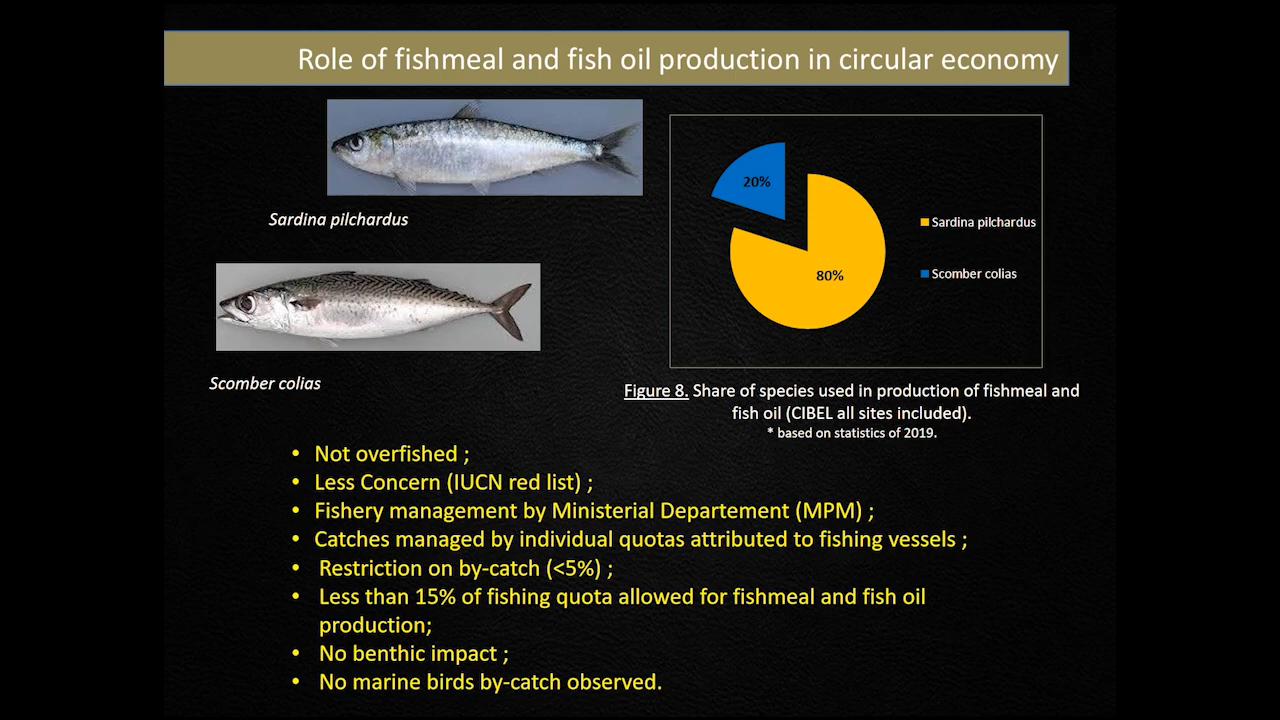 Role of fishmeal and fish oil production in circular economy
Sardina pilchardus
Scomber colias
20%
80%
Sardina pilchardus
Scomber colias
Figure 8. Share of species used in production of fishmeal and
fish oil (CIBEL all sites included).
* based on statistics of 2019.
• Not overfished ;
• Less Concern (IUCN red list) ;
• Fishery management by Ministerial Departement (MPM) ;
• Catches managed by individual quotas attributed to fishing vessels ;
• Restriction on by-catch (<5%) ;
• Less than 15% of fishing quota allowed for fishmeal and fish oil
production;
• No benthic impact ;
• No marine birds by-catch observed.